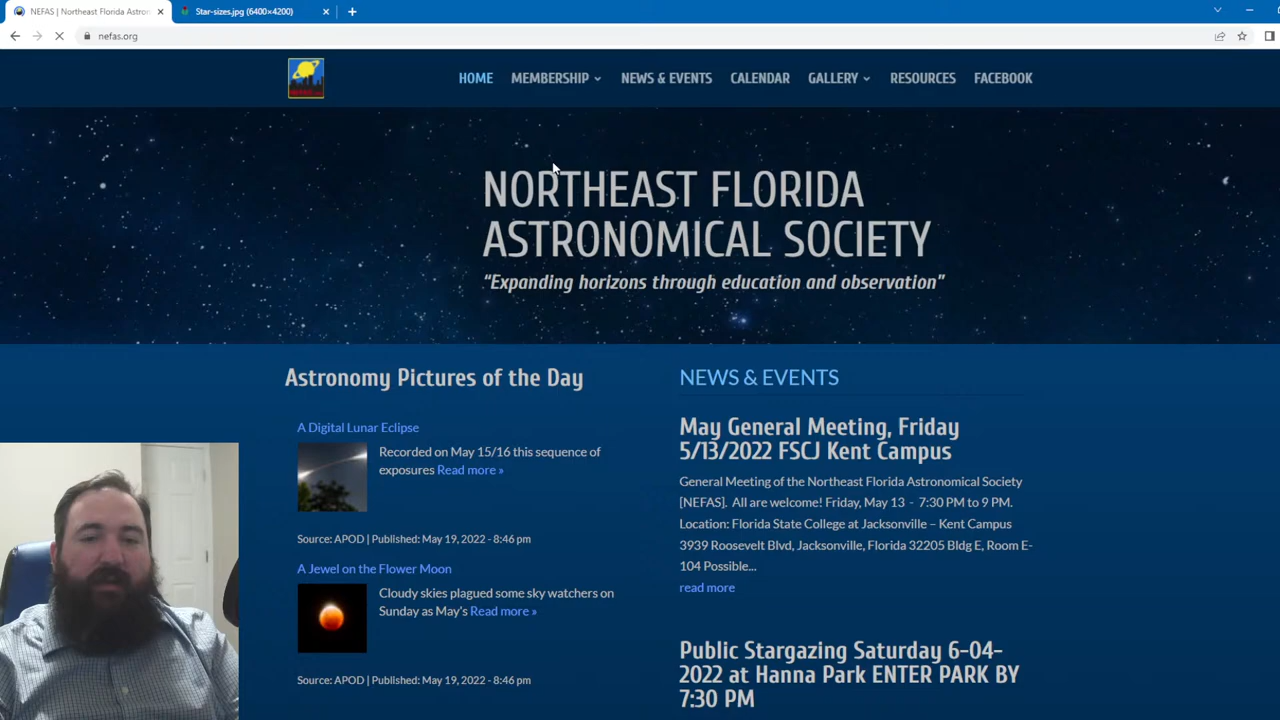 NEFAS | Northeast Florida Astron
Star-sizes.jpg (6400×4200)
nefas.org
HOME
MEMBERSHIP
NEWS & EVENTS
CALENDAR
GALLERY
RESOURCES
FACEBOOK
NORTHEAST FLORIDA
ASTRONOMICAL SOCIETY
“Expanding horizons through education and observation”
Astronomy Pictures of the Day
A Digital Lunar Eclipse
Recorded on May 15/16 this sequence of
exposures Read more »
Source: APOD | Published: May 19, 2022 - 8:46 pm
A Jewel on the Flower Moon
Cloudy skies plagued some sky watchers on
Sunday as May's Read more »
Source: APOD | Published: May 19, 2022 - 8:46 pm
NEWS & EVENTS
May General Meeting, Friday
5/13/2022 FSCJ Kent Campus
General Meeting of the Northeast Florida Astronomical Society
[NEFAS]. All are welcome! Friday, May 13 - 7:30 PM to 9 PM.
Location: Florida State College at Jacksonville – Kent Campus
3939 Roosevelt Blvd, Jacksonville, Florida 32205 Bldg E, Room E-
104 Possible...
read more
Public Stargazing Saturday 6-04-
2022 at Hanna Park ENTER PARK BY
7:30 PM